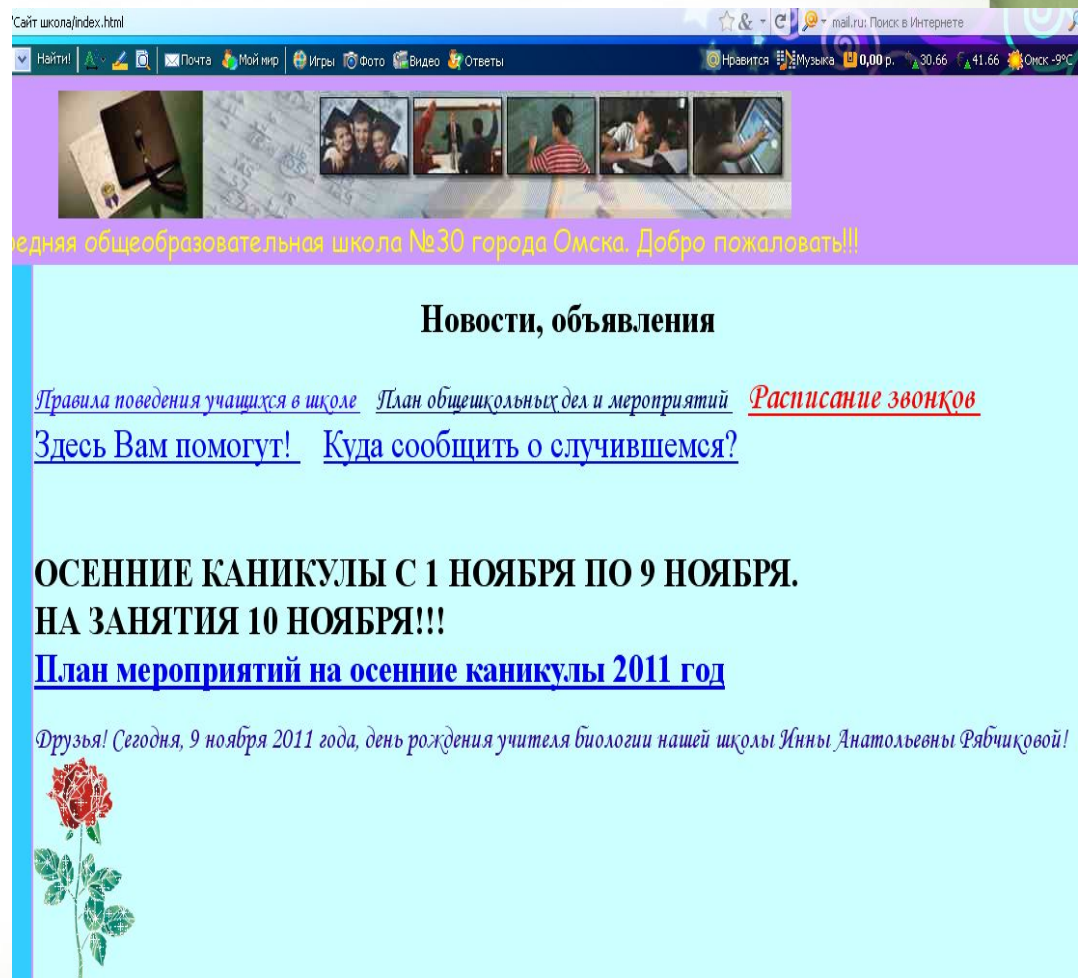 'Сайт школа/index.html
mail.ru: Поиск в Интернете
Найти! Почта Мой мир Игры Фото Видео Ответы Нравится Музыка 0,00 р. 30.66 41.66 Омск -9°C
едняя общеобразовательная школа №30 города Омска. Добро пожаловать!!!
Новости, объявления
Правила поведения учащихся в школе План общешкольных дел и мероприятий Расписание звонков
Здесь Вам помогут! Куда сообщить о случившемся?
ОСЕННИЕ КАНИКУЛЫ С 1 НОЯБРЯ ПО 9 НОЯБРЯ.
НА ЗАНЯТИЯ 10 НОЯБРЯ!!!
План мероприятий на осенние каникулы 2011 год
Друзья! Сегодня, 9 ноября 2011 года, день рождения учителя биологии нашей школы Инны Анатольевны Рябчиковой!